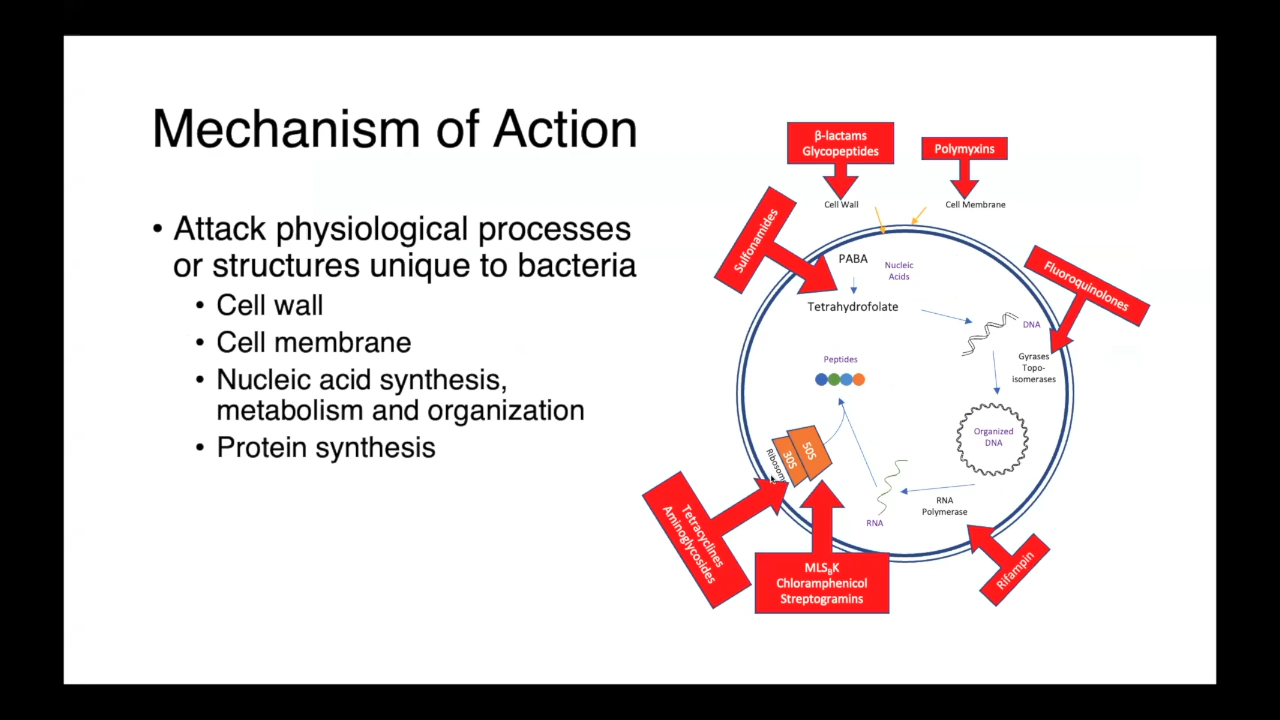 Mechanism of Action
• Attack physiological processes
or structures unique to bacteria
• Cell wall
• Cell membrane
• Nucleic acid synthesis,
metabolism and organization
• Protein synthesis
β-lactams
Glycopeptides
Polymyxins
Cell Wall
Cell Membrane
Sulfonamides
PABA
Nucleic
Acids
Tetrahydrofolate
Fluoroquinolones
DNA
Gyrases
Topo-
isomerases
Peptides
Organized
DNA
50S
30S
Ribosom
RNA
Polymerase
RNA
Tetracyclines
Aminoglycosides
MLSBK
Chloramphenicol
Streptogramins
Rifampin